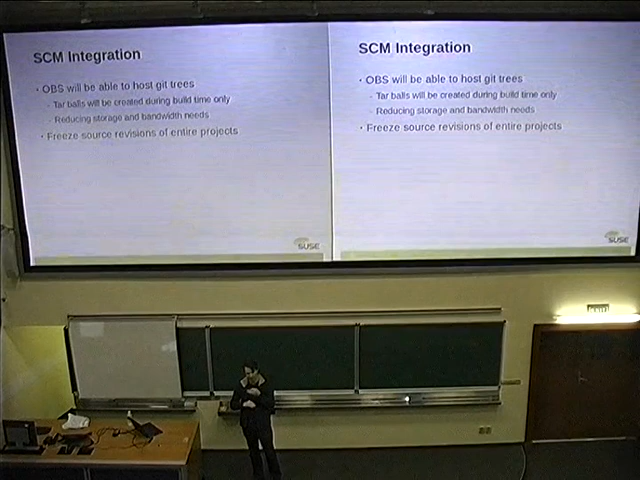 SCM Integration
· OBS will be able to host git trees
- Tar balls will be created during build time only
- Reducing storage and bandwidth needs
· Freeze source revisions of entire projects
SUSE
SCM Integration
· OBS will be able to host git trees
- Tar balls will be created during build time only
- Reducing storage and bandwidth needs
· Freeze source revisions of entire projects
SUSE